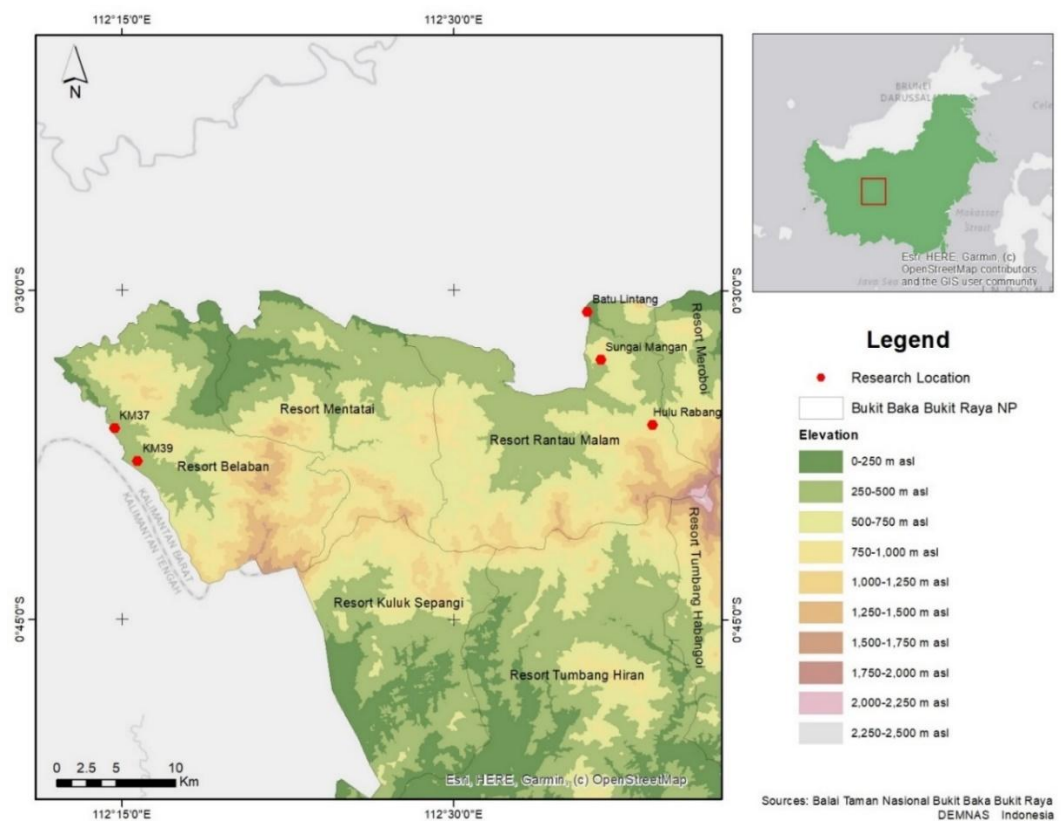 112°15'0"E
112°30'0"E
N
0°30'0"S
0°30'0"S
Batu Lintang
Sungai Mangan
Resort Meroboi
Resort Mentatai
Hulu Rabang
KM37
Resort Rantau Malam
KM39
Resort Belaban
KALIMANTAN BARAT
KALIMANTAN TENGAH
Resort Tumbang Habangoi
Resort Kuluk Sepangi
0°45'0"S
0°45'0"S
Resort Tumbang Hiran
0 2.5 5 10
Km
Esri, HERE, Garmin, (c) OpenStreetMap
112°15'0"E
112°30'0"E
BRUNEI
DARUSSALA
Cele
Makassar
Strait
Esri, HERE, Garmin, (c)
OpenStreetMap contributors
and the GIS user community
Java Sea
INDON
Legend
Research Location
Bukit Baka Bukit Raya NP
Elevation
0-250 m asl
250-500 m asl
500-750 m asl
750-1,000 m asl
1,000-1,250 m asl
1,250-1,500 m asl
1,500-1,750 m asl
1,750-2,000 m asl
2,000-2,250 m asl
2,250-2,500 m asl
Sources: Balai Taman Nasional Bukit Baka Bukit Raya
DEMNAS Indonesia